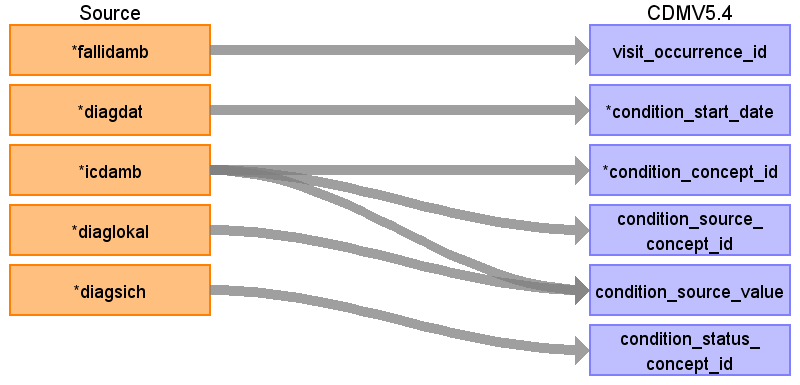 Source
CDMV5.4
*fallidamb
visit_occurrence_id
*diagdat
*condition_start_date
*icdamb
*condition_concept_id
*diaglokal
condition_source_
concept_id
*diagsich
condition_source_value
condition_status_
concept_id